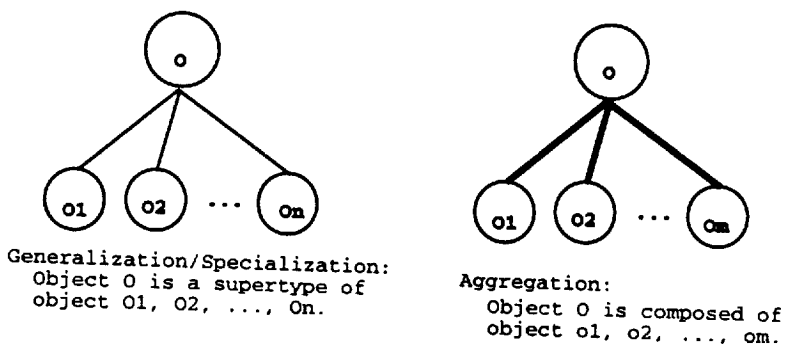 O
O1 O2 ... On
Generalization/Specialization:
Object O is a supertype of
object O1, O2, ..., On.
O
O1 O2 ... Om
Aggregation:
Object O is composed of
object o1, o2, ..., om.